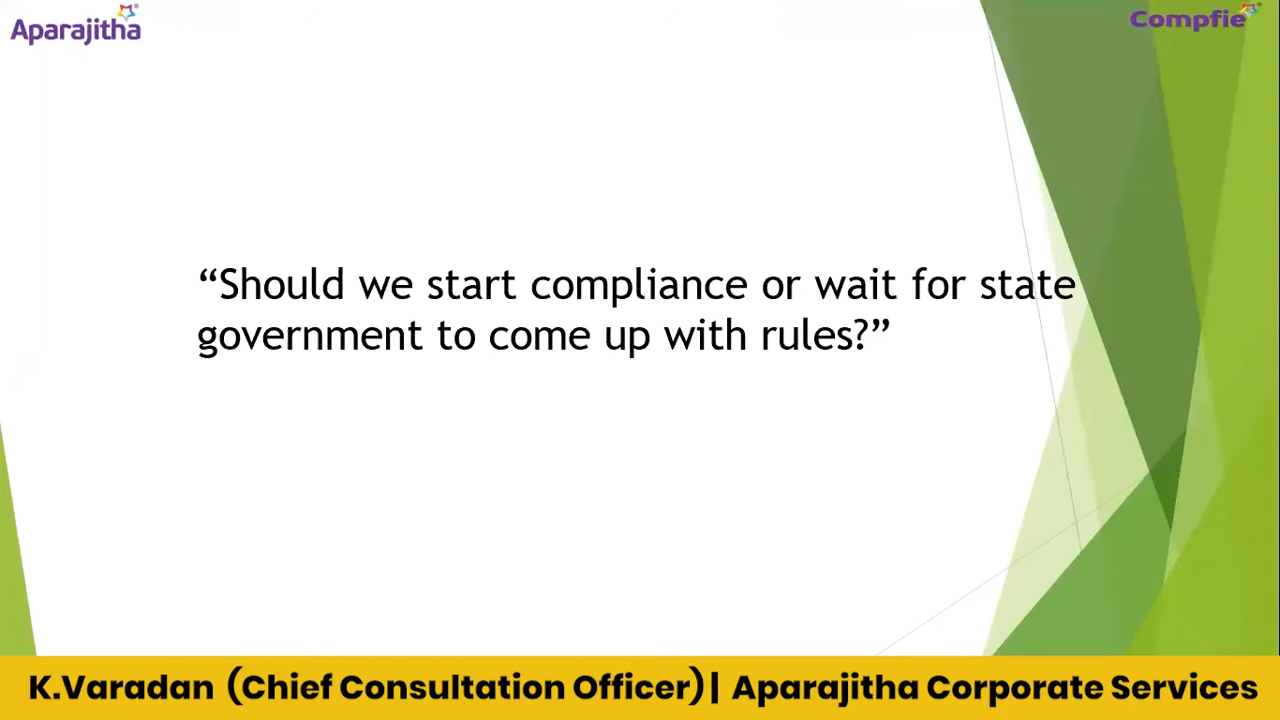 Aparajitha
Compfie
“Should we start compliance or wait for state
government to come up with rules?”
K.Varadan (Chief Consultation Officer)| Aparajitha Corporate Services